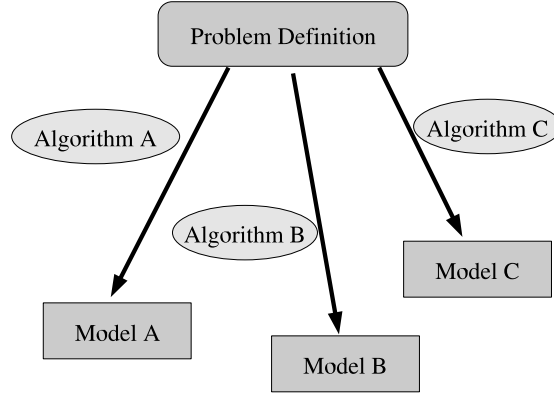 Problem Definition
Algorithm A
Algorithm C
Algorithm B
Model C
Model A
Model B